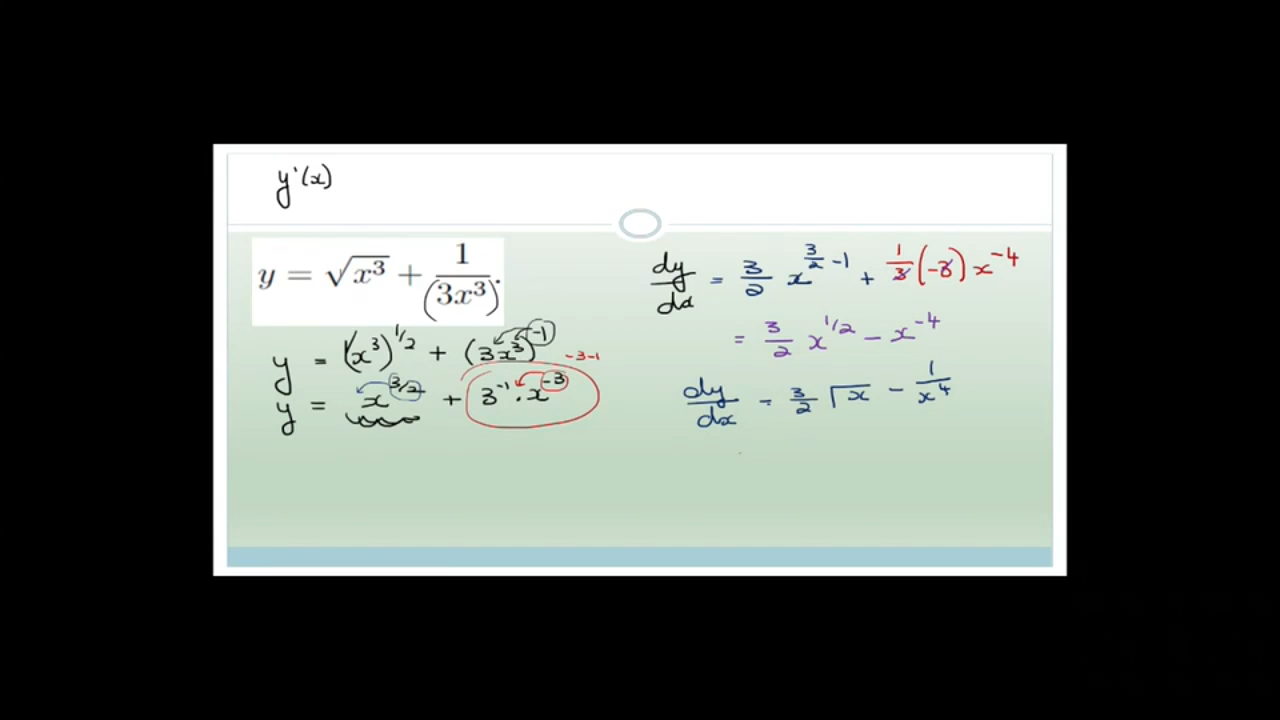 y'(x)
y = √x³ + 1/(3x³).
y = (x³)^1/2 + (3x³)^-1
-3-1
y = x^3/2 + 3^-1 · x^-3
dy/dx = 3/2 x^3/2 -1 + 1/3 (-3) x^-4
= 3/2 x^1/2 - x^-4
dy/dx = 3/2 √x - 1/x⁴